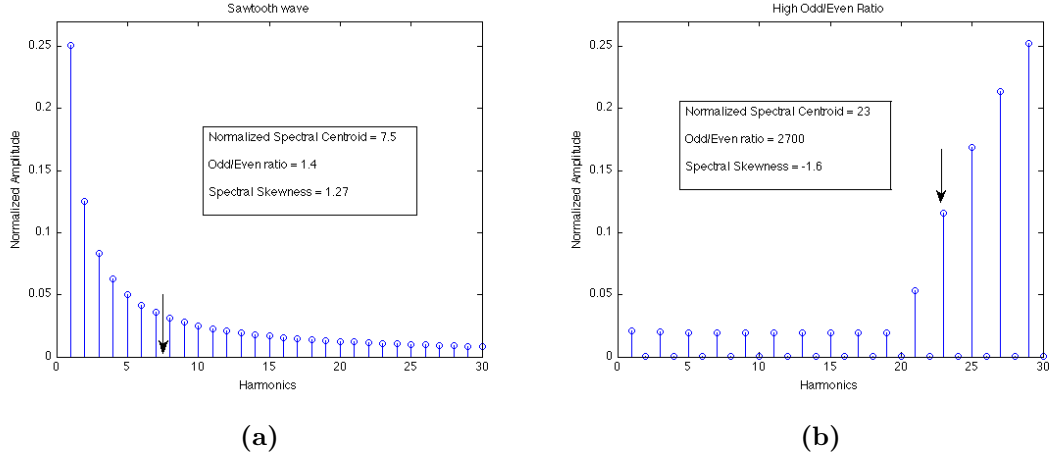 Sawtooth wave
0.25
0.2
0.15
0.1
0.05
0
Normalized Amplitude
Normalized Spectral Centroid = 7.5
Odd/Even ratio = 1.4
Spectral Skewness = 1.27
0 5 10 15 20 25 30
Harmonics
(a)
High Odd/Even Ratio
0.25
0.2
0.15
0.1
0.05
0
Normalized Amplitude
Normalized Spectral Centroid = 23
Odd/Even ratio = 2700
Spectral Skewness = -1.6
0 5 10 15 20 25 30
Harmonics
(b)